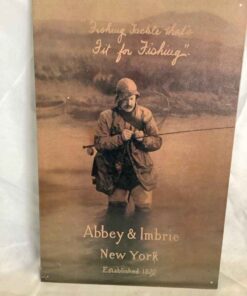 "Fishing Tackle that's
Fit for Fishing".
Abbey & Imbrie
New York
Established 1820